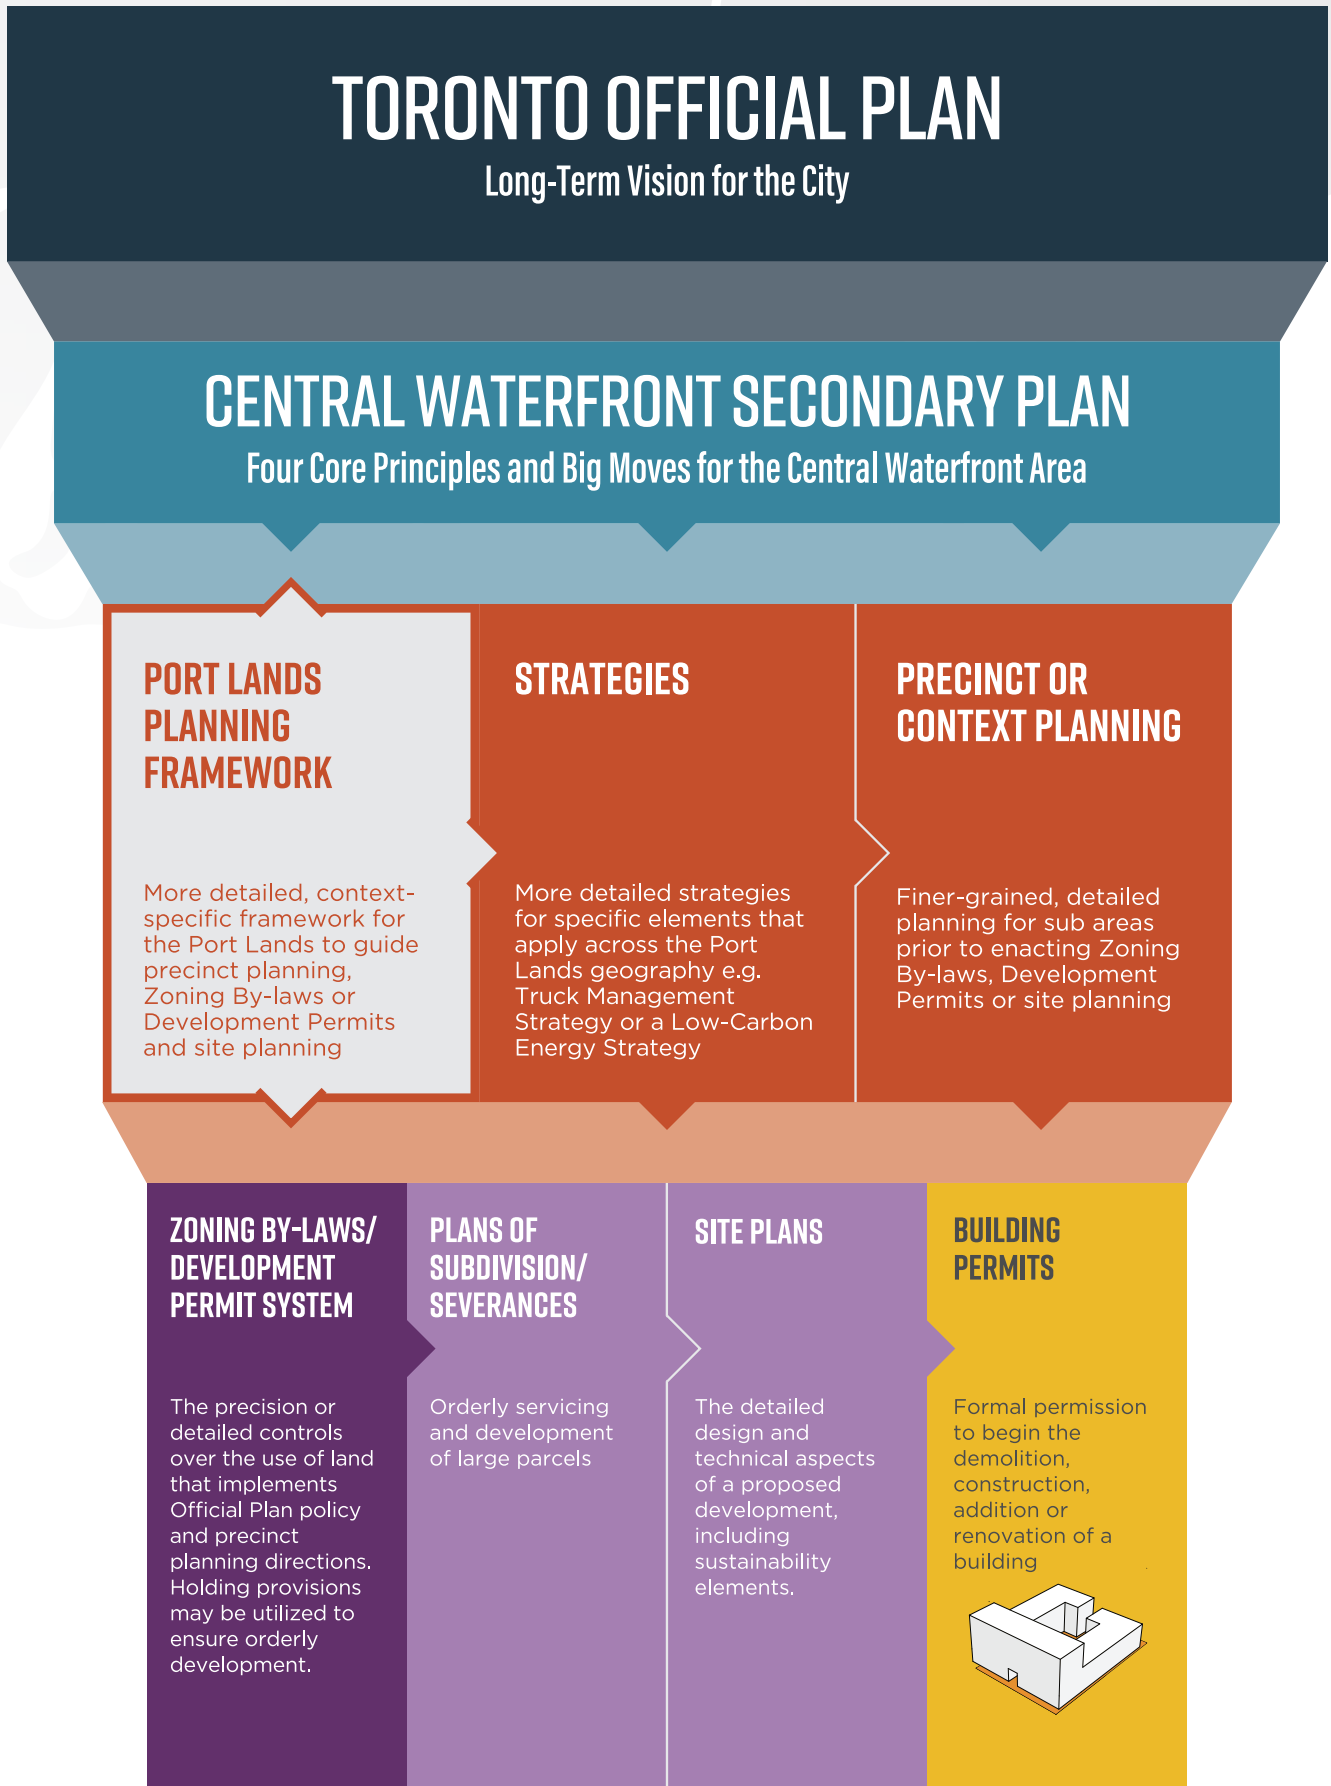 TORONTO OFFICIAL PLAN
Long-Term Vision for the City
CENTRAL WATERFRONT SECONDARY PLAN
Four Core Principles and Big Moves for the Central Waterfront Area
PORT LANDS
PLANNING
FRAMEWORK
More detailed, context-
specific framework for
the Port Lands to guide
precinct planning,
Zoning By-laws or
Development Permits
and site planning
STRATEGIES
More detailed strategies
for specific elements that
apply across the Port
Lands geography e.g.
Truck Management
Strategy or a Low-Carbon
Energy Strategy
PRECINCT OR
CONTEXT PLANNING
Finer-grained, detailed
planning for sub areas
prior to enacting Zoning
By-laws, Development
Permits or site planning
ZONING BY-LAWS/
DEVELOPMENT
PERMIT SYSTEM
The precision or
detailed controls
over the use of land
that implements
Official Plan policy
and precinct
planning directions.
Holding provisions
may be utilized to
ensure orderly
development.
PLANS OF
SUBDIVISION/
SEVERANCES
Orderly servicing
and development
of large parcels
SITE PLANS
The detailed
design and
technical aspects
of a proposed
development,
including
sustainability
elements.
BUILDING
PERMITS
Formal permission
to begin the
demolition,
construction,
addition or
renovation of a
building